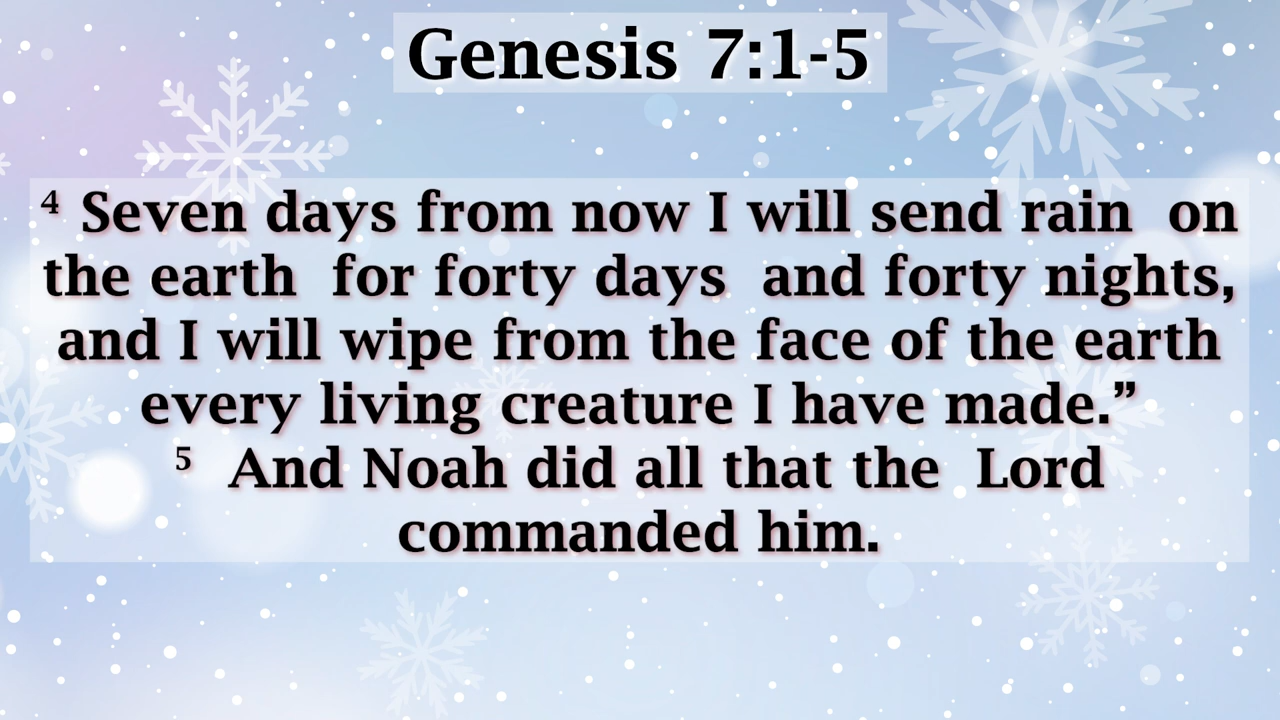 Genesis 7:1-5
⁴ Seven days from now I will send rain on
the earth for forty days and forty nights,
and I will wipe from the face of the earth
every living creature I have made.”
⁵ And Noah did all that the Lord
commanded him.